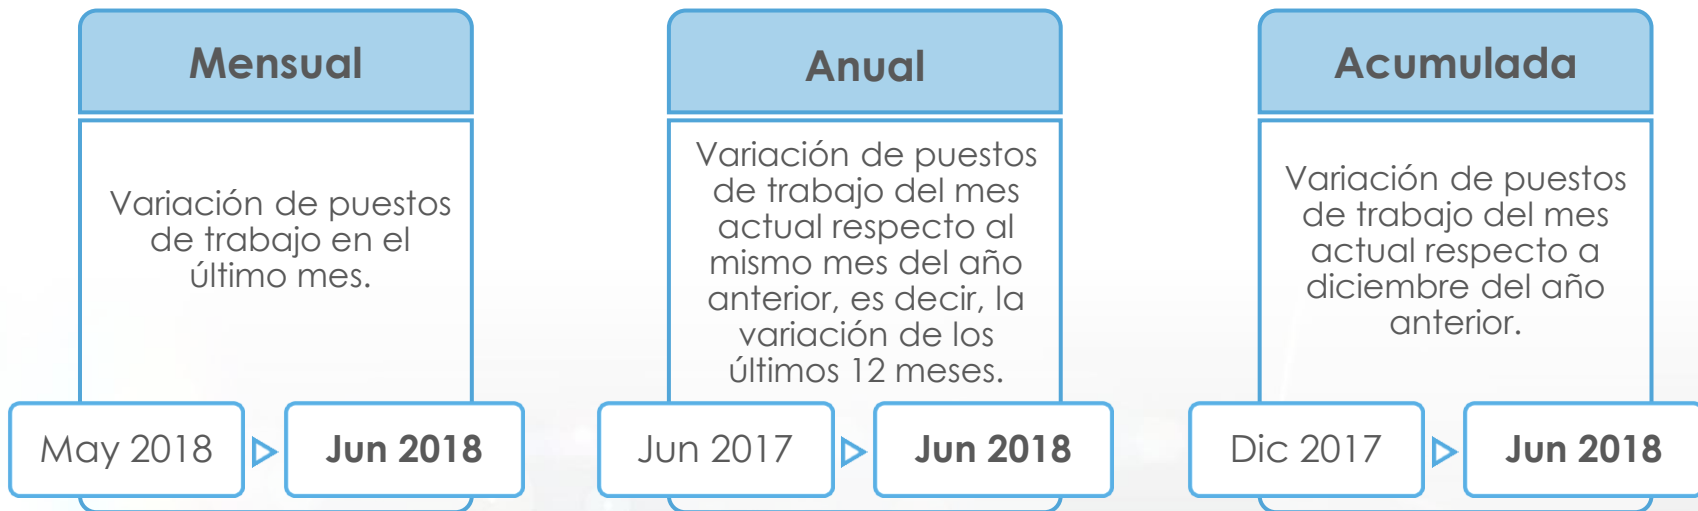 Mensual
Variación de puestos
de trabajo en el
último mes.
May 2018
Jun 2018
Anual
Variación de puestos
de trabajo del mes
actual respecto al
mismo mes del año
anterior, es decir, la
variación de los
últimos 12 meses.
Jun 2017
Jun 2018
Acumulada
Variación de puestos
de trabajo del mes
actual respecto a
diciembre del año
anterior.
Dic 2017
Jun 2018